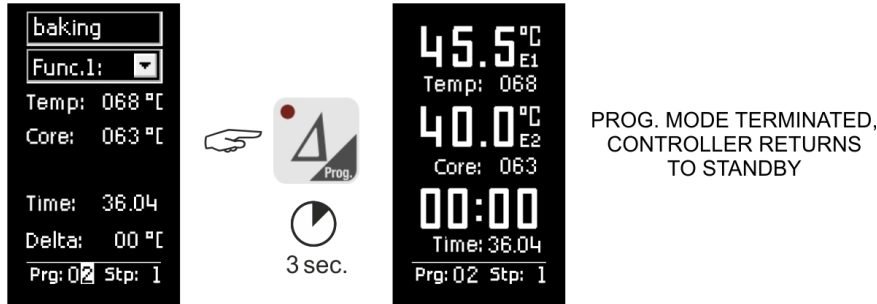 baking
Func.1:
Temp: 068 °C
Core: 063 °C
Time: 36.04
Delta: 00 °C
Prg: 02 Stp: 1
Δ
Prog.
3 sec.
45.5 °C
E1
Temp: 068
40.0 °C
E2
Core: 063
00:00
Time: 36.04
Prg: 02 Stp: 1
PROG. MODE TERMINATED,
CONTROLLER RETURNS
TO STANDBY